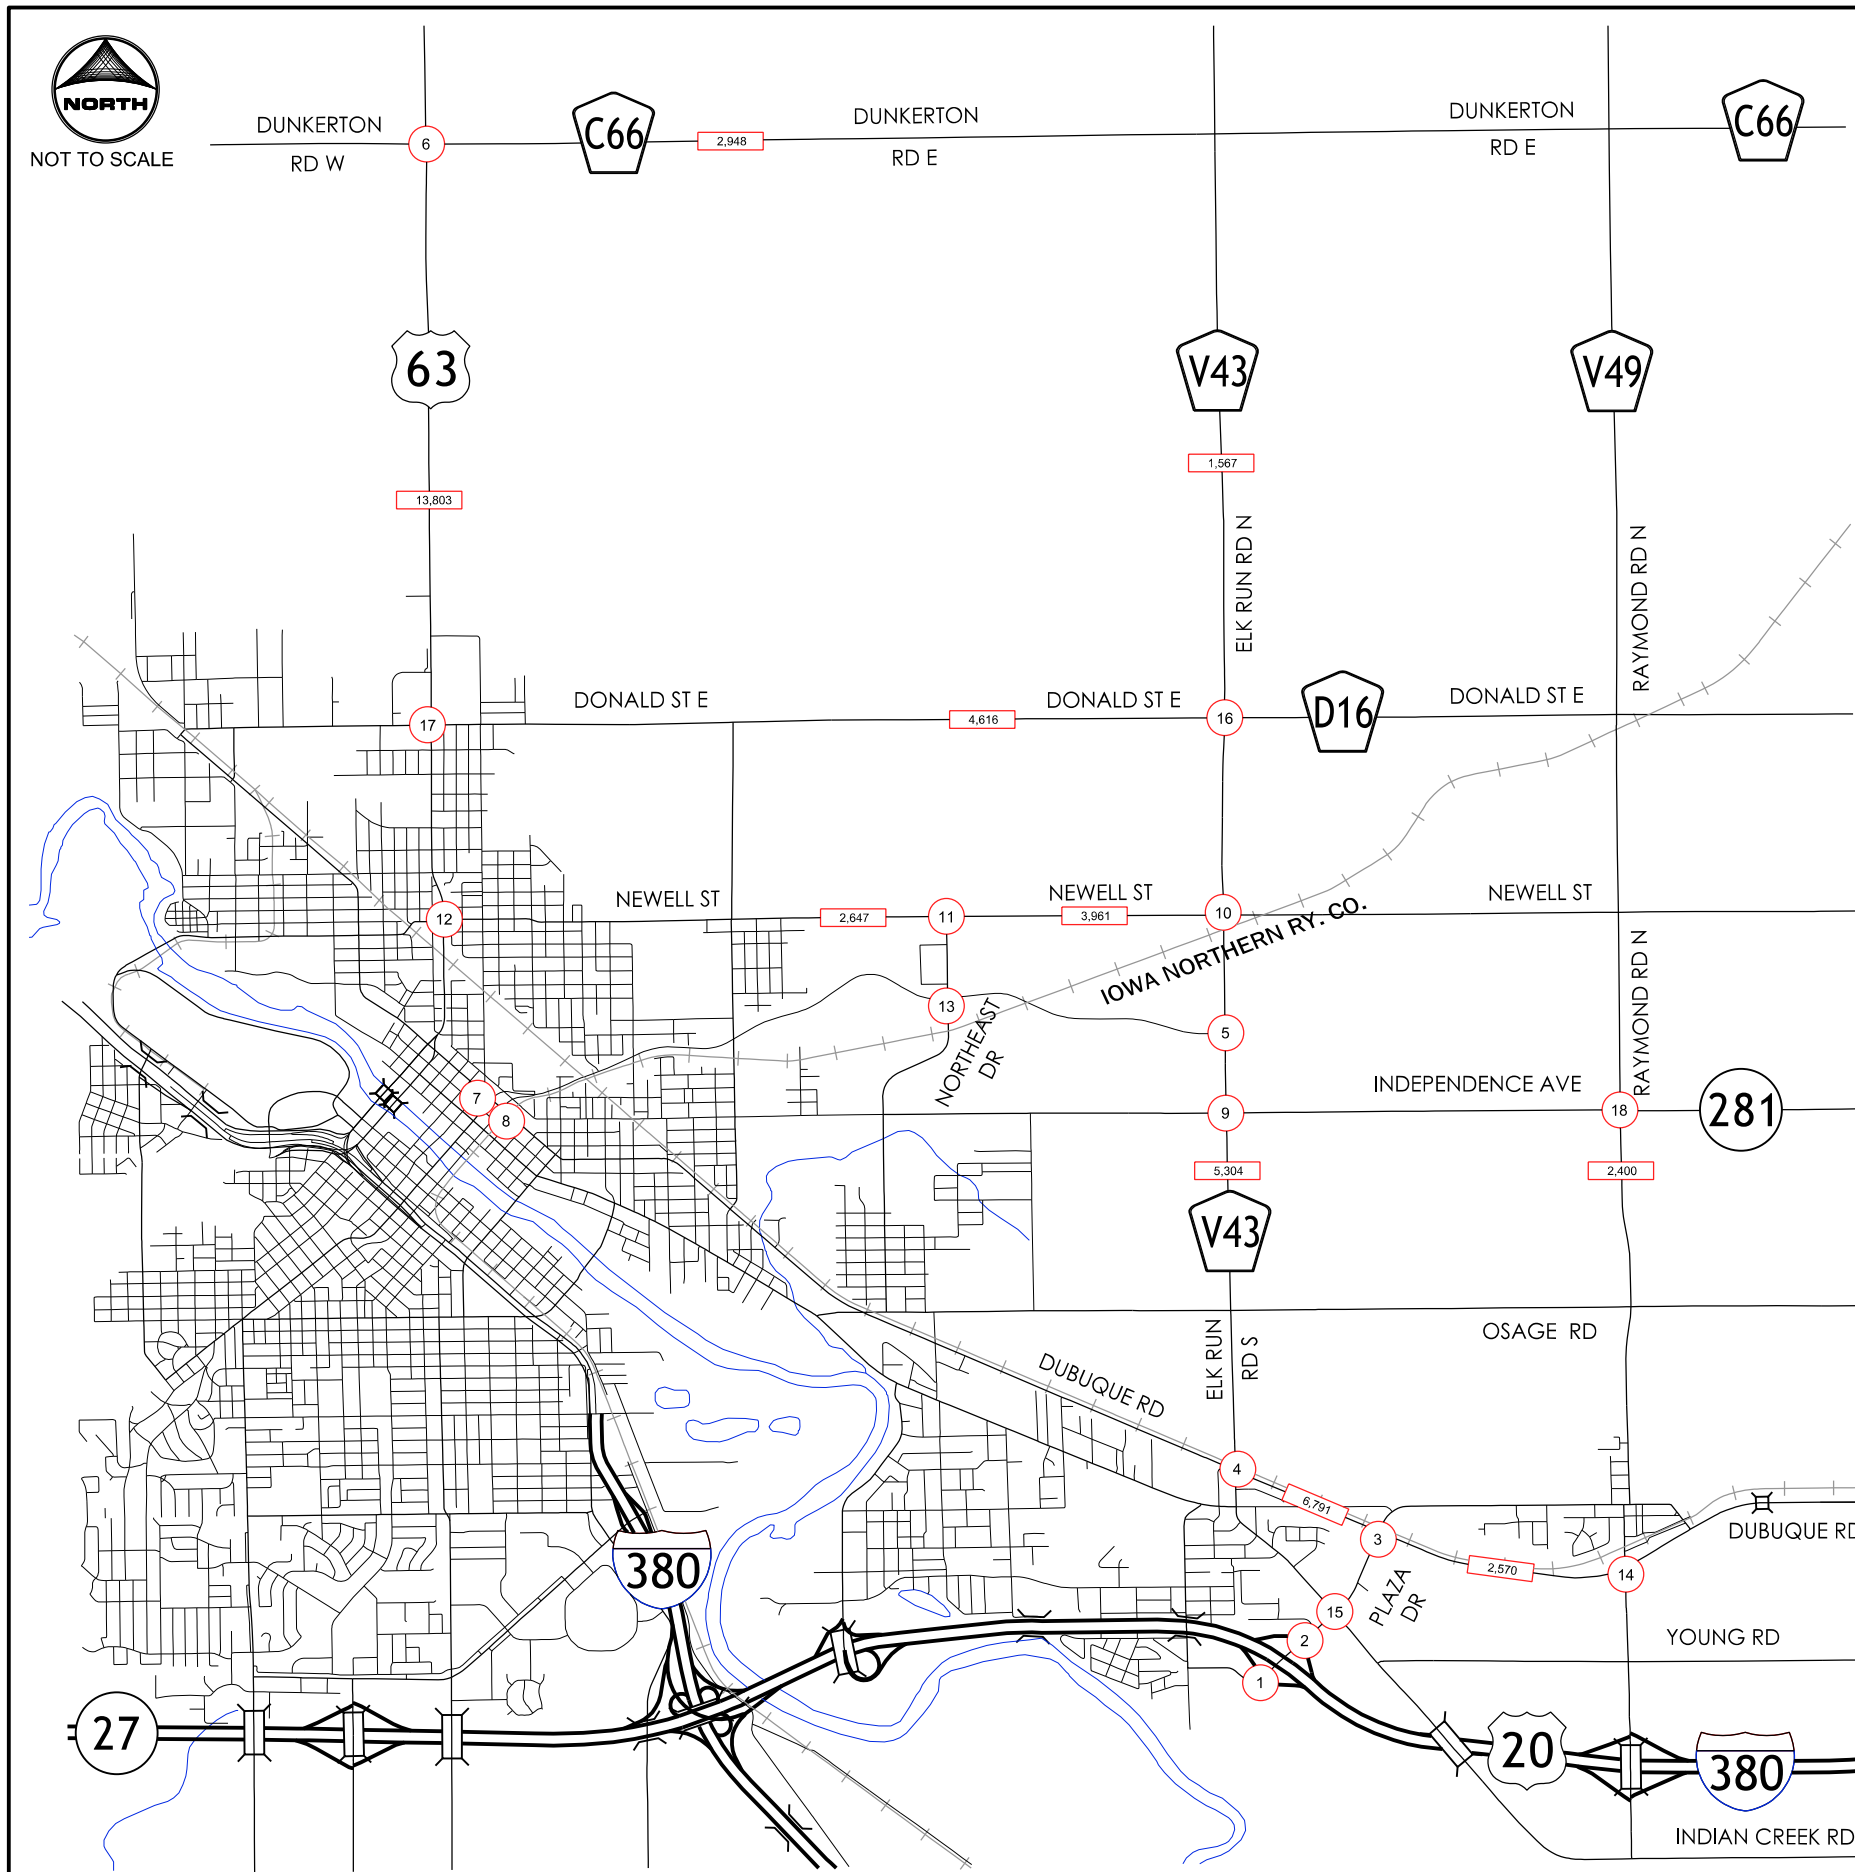 NORTH
NOT TO SCALE
DUNKERTON
RD W
6
C66
2,948
DUNKERTON
RD E
DUNKERTON
RD E
C66
63
V43
V49
13,803
1,567
ELK RUN RD N
RAYMOND RD N
17
DONALD ST E
4,616
DONALD ST E
16
D16
DONALD ST E
12
NEWELL ST
2,647
11
NEWELL ST
3,961
10
NEWELL ST
IOWA NORTHERN RY. CO.
13
NORTHEAST
DR
5
RAYMOND RD N
7
8
9
INDEPENDENCE AVE
18
281
5,304
2,400
V43
ELK RUN
RD S
OSAGE RD
DUBUQUE RD
4
6,791
3
2,570
14
DUBUQUE RD
380
15
PLAZA
DR
2
1
YOUNG RD
27
20
380
INDIAN CREEK RD